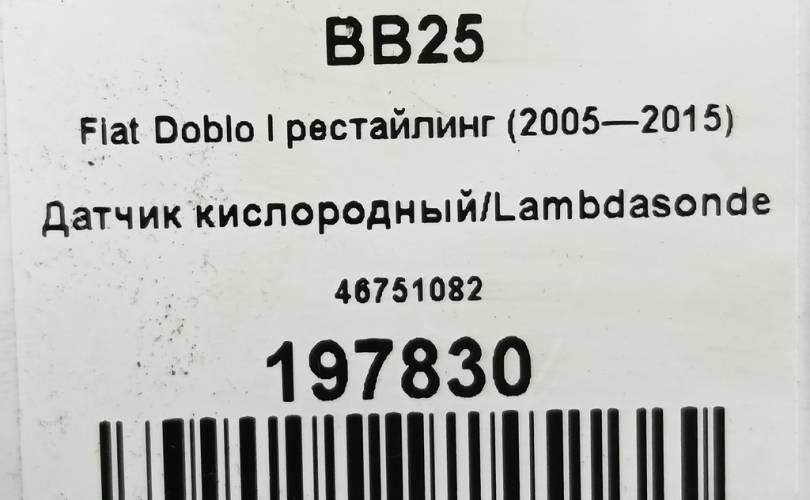 BB25
Fiat Doblo I рестайлинг (2005—2015)
Датчик кислородный/Lambdasonde
46751082
197830